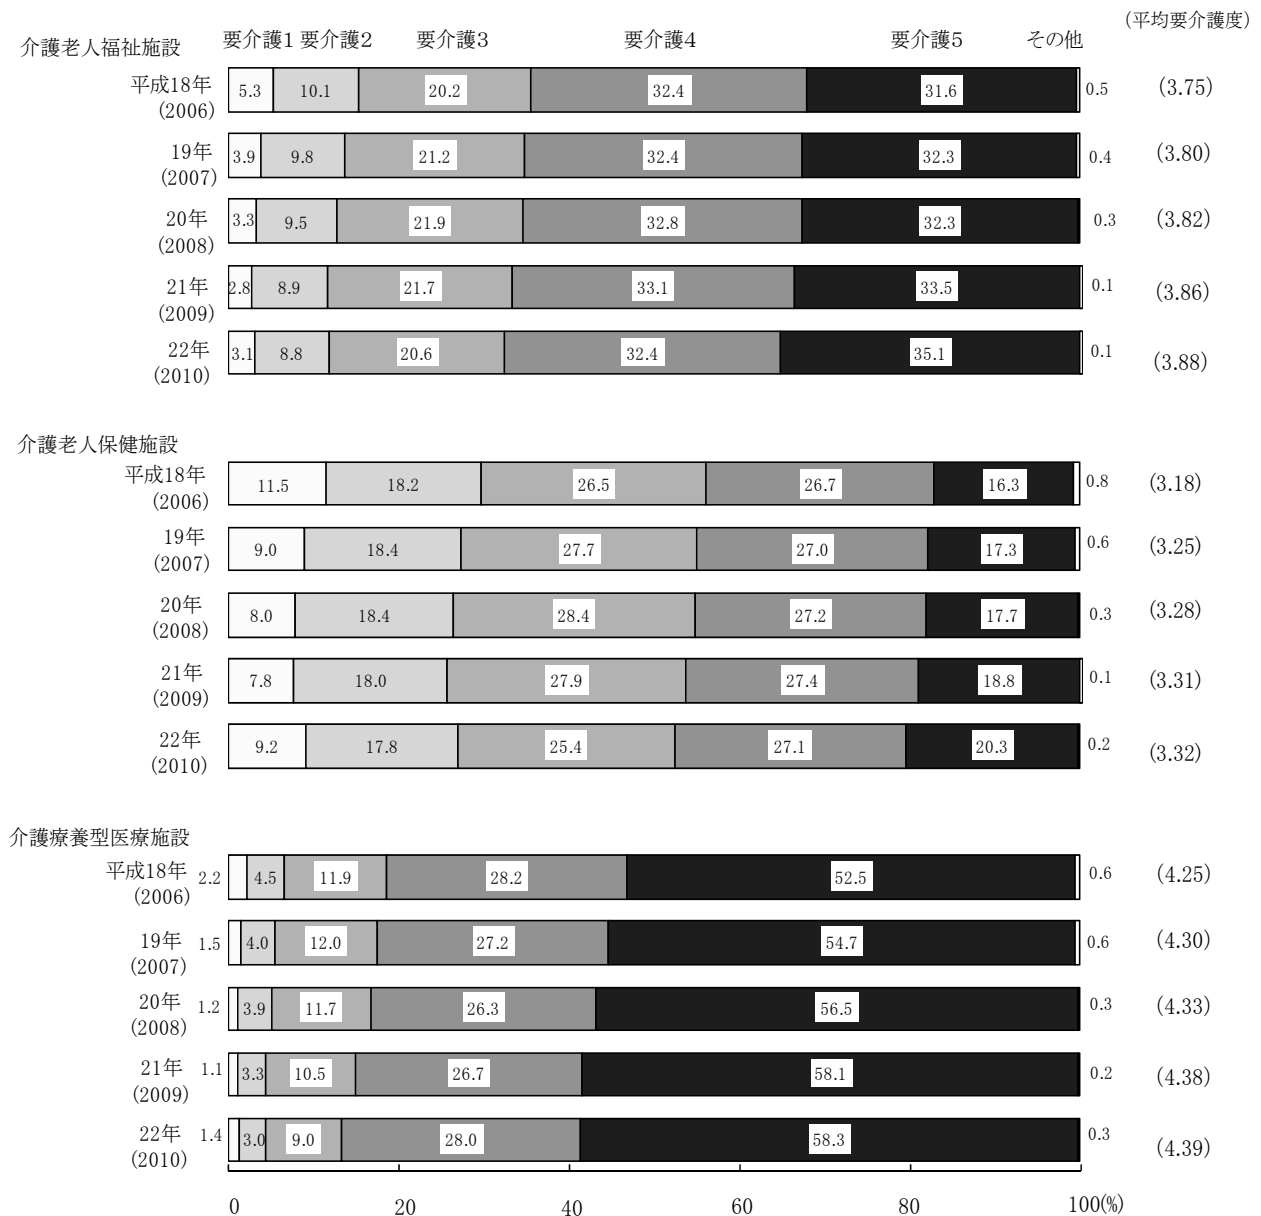 (平均要介護度)
介護老人福祉施設 要介護1 要介護2 要介護3 要介護4 要介護5 その他
平成18年 5.3 10.1 20.2 32.4 31.6 0.5 (3.75)
(2006)
19年 3.9 9.8 21.2 32.4 32.3 0.4 (3.80)
(2007)
20年 3.3 9.5 21.9 32.8 32.3 0.3 (3.82)
(2008)
21年 2.8 8.9 21.7 33.1 33.5 0.1 (3.86)
(2009)
22年 3.1 8.8 20.6 32.4 35.1 0.1 (3.88)
(2010)
介護老人保健施設
平成18年 11.5 18.2 26.5 26.7 16.3 0.8 (3.18)
(2006)
19年 9.0 18.4 27.7 27.0 17.3 0.6 (3.25)
(2007)
20年 8.0 18.4 28.4 27.2 17.7 0.3 (3.28)
(2008)
21年 7.8 18.0 27.9 27.4 18.8 0.1 (3.31)
(2009)
22年 9.2 17.8 25.4 27.1 20.3 0.2 (3.32)
(2010)
介護療養型医療施設
平成18年 2.2 4.5 11.9 28.2 52.5 0.6 (4.25)
(2006)
19年 1.5 4.0 12.0 27.2 54.7 0.6 (4.30)
(2007)
20年 1.2 3.9 11.7 26.3 56.5 0.3 (4.33)
(2008)
21年 1.1 3.3 10.5 26.7 58.1 0.2 (4.38)
(2009)
22年 1.4 3.0 9.0 28.0 58.3 0.3 (4.39)
(2010)
0 20 40 60 80 100(%)